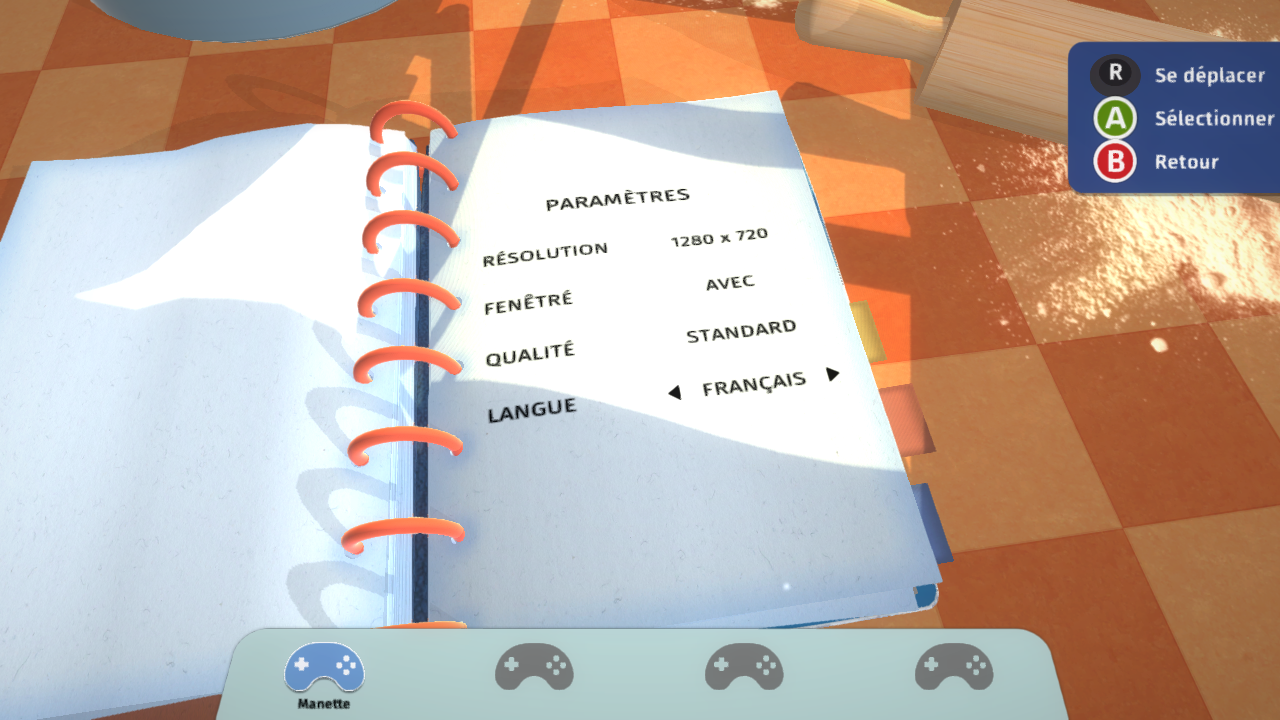 R Se déplacer
A Sélectionner
B Retour
PARAMÈTRES
RÉSOLUTION 1280 x 720
FENÊTRÉ AVEC
QUALITÉ STANDARD
LANGUE ◀ FRANÇAIS ▶
Manette